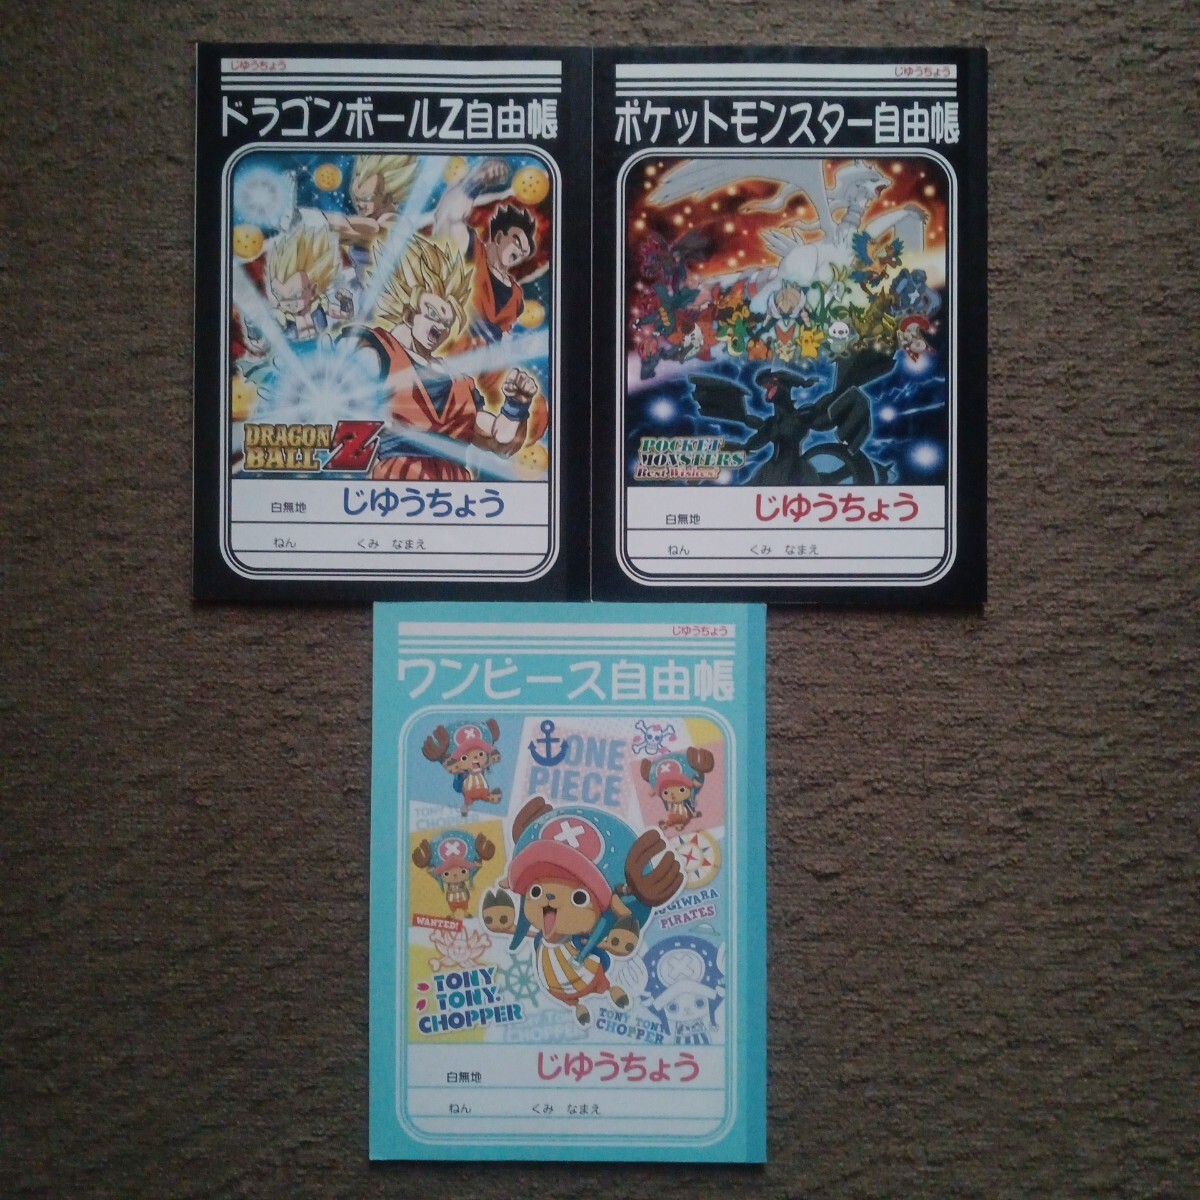 じゆうちょう
ドラゴンボールZ自由帳
DRAGON
BALL Z
白無地 じゆうちょう
ねん くみ なまえ
じゆうちょう
ポケットモンスター自由帳
POCKET
MONSTERS
Best Wishes!
白無地 じゆうちょう
ねん くみ なまえ
じゆうちょう
ワンピース自由帳
ONE
PIECE
TONY TONY
CHOPPER
WANTED!
MUGIWARA
PIRATES
TONY
TONY.
CHOPPER
TONY TONY
CHOPPER
TONY TONY
CHOPPER
白無地 じゆうちょう
ねん くみ なまえ